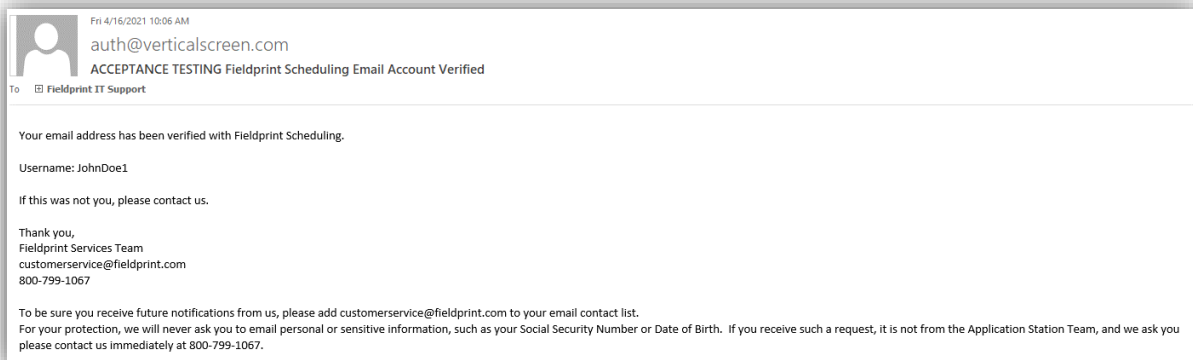 Fri 4/16/2021 10:06 AM
auth@verticalscreen.com
ACCEPTANCE TESTING Fieldprint Scheduling Email Account Verified
To Fieldprint IT Support
Your email address has been verified with Fieldprint Scheduling.
Username: JohnDoe1
If this was not you, please contact us.
Thank you,
Fieldprint Services Team
customerservice@fieldprint.com
800-799-1067
To be sure you receive future notifications from us, please add customerservice@fieldprint.com to your email contact list.
For your protection, we will never ask you to email personal or sensitive information, such as your Social Security Number or Date of Birth.  If you receive such a request, it is not from the Application Station Team, and we ask you
please contact us immediately at 800-799-1067.